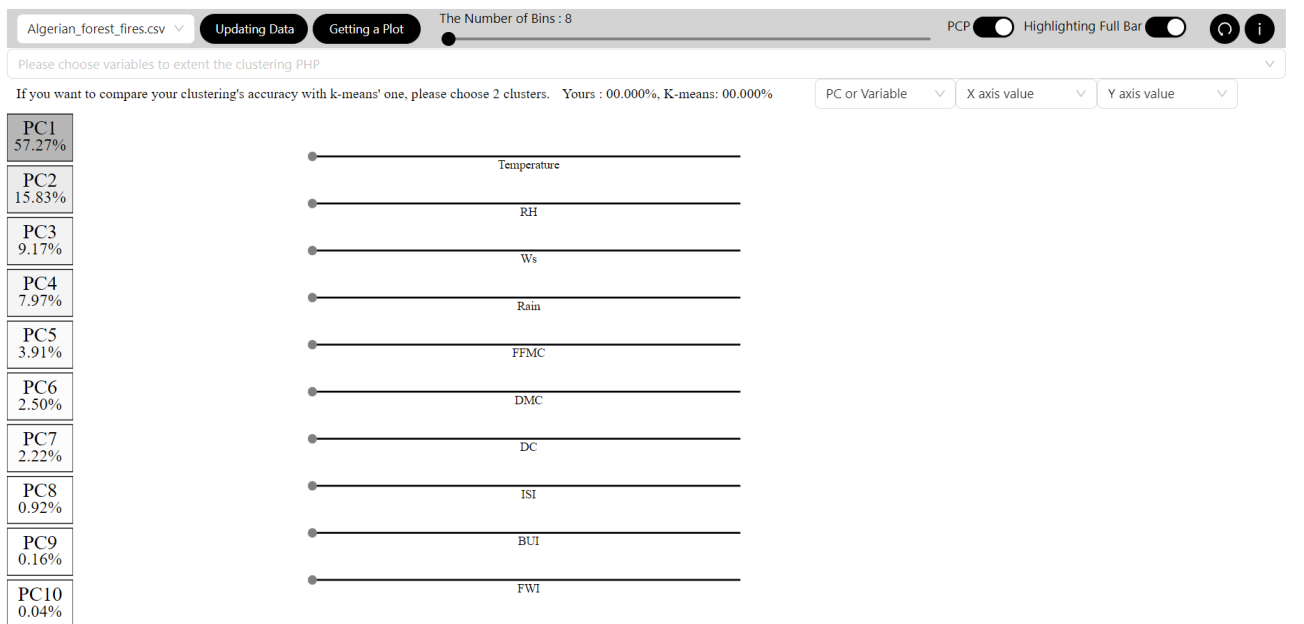 Algerian_forest_fires.csv Updating Data Getting a Plot The Number of Bins : 8 PCP Highlighting Full Bar i
Please choose variables to extent the clustering PHP
If you want to compare your clustering's accuracy with k-means' one, please choose 2 clusters. Yours : 00.000%, K-means: 00.000% PC or Variable X axis value Y axis value
PC1
57.27%
Temperature
PC2
15.83%
RH
PC3
9.17%
Ws
PC4
7.97%
Rain
PC5
3.91%
FFMC
PC6
2.50%
DMC
PC7
2.22%
DC
PC8
0.92%
ISI
PC9
0.16%
BUI
PC10
0.04%
FWI